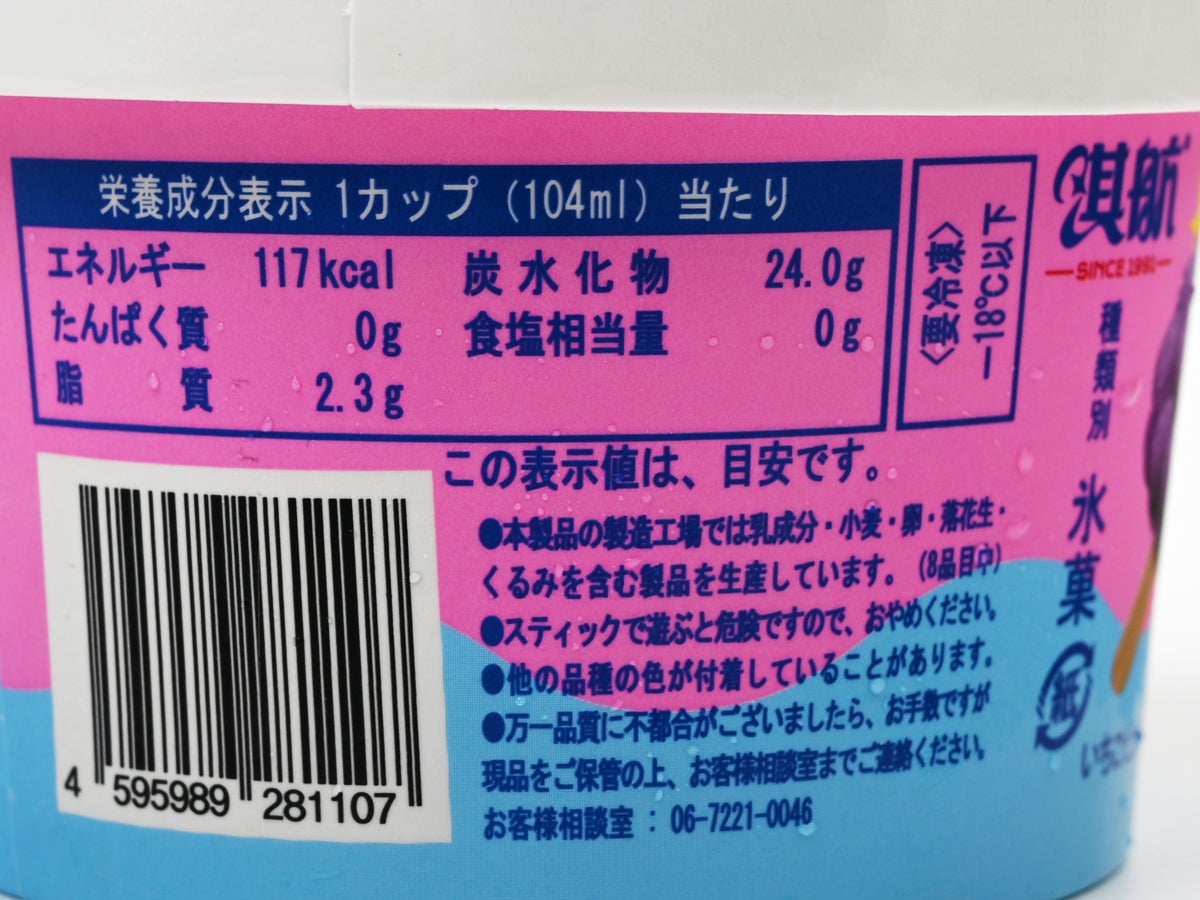 栄養成分表示 1カップ (104ml) 当たり
エネルギー 117kcal 炭水化物 24.0g
たんぱく質 0g 食塩相当量 0g
脂質 2.3g
〈要冷凍〉
－18℃以下
この表示値は、目安です。
●本製品の製造工場では乳成分・小麦・卵・落花生・
くるみを含む製品を生産しています。(8品目中)
●スティックで遊ぶと危険ですので、おやめください。
●他の品種の色が付着していることがあります。
●万一品質に不都合がございましたら、お手数ですが
現品をご保管の上、お客様相談室までご連絡ください。
お客様相談室：06-7221-0046
4 595989 281107
淇航
SINCE 1991
種類別
氷菓
紙